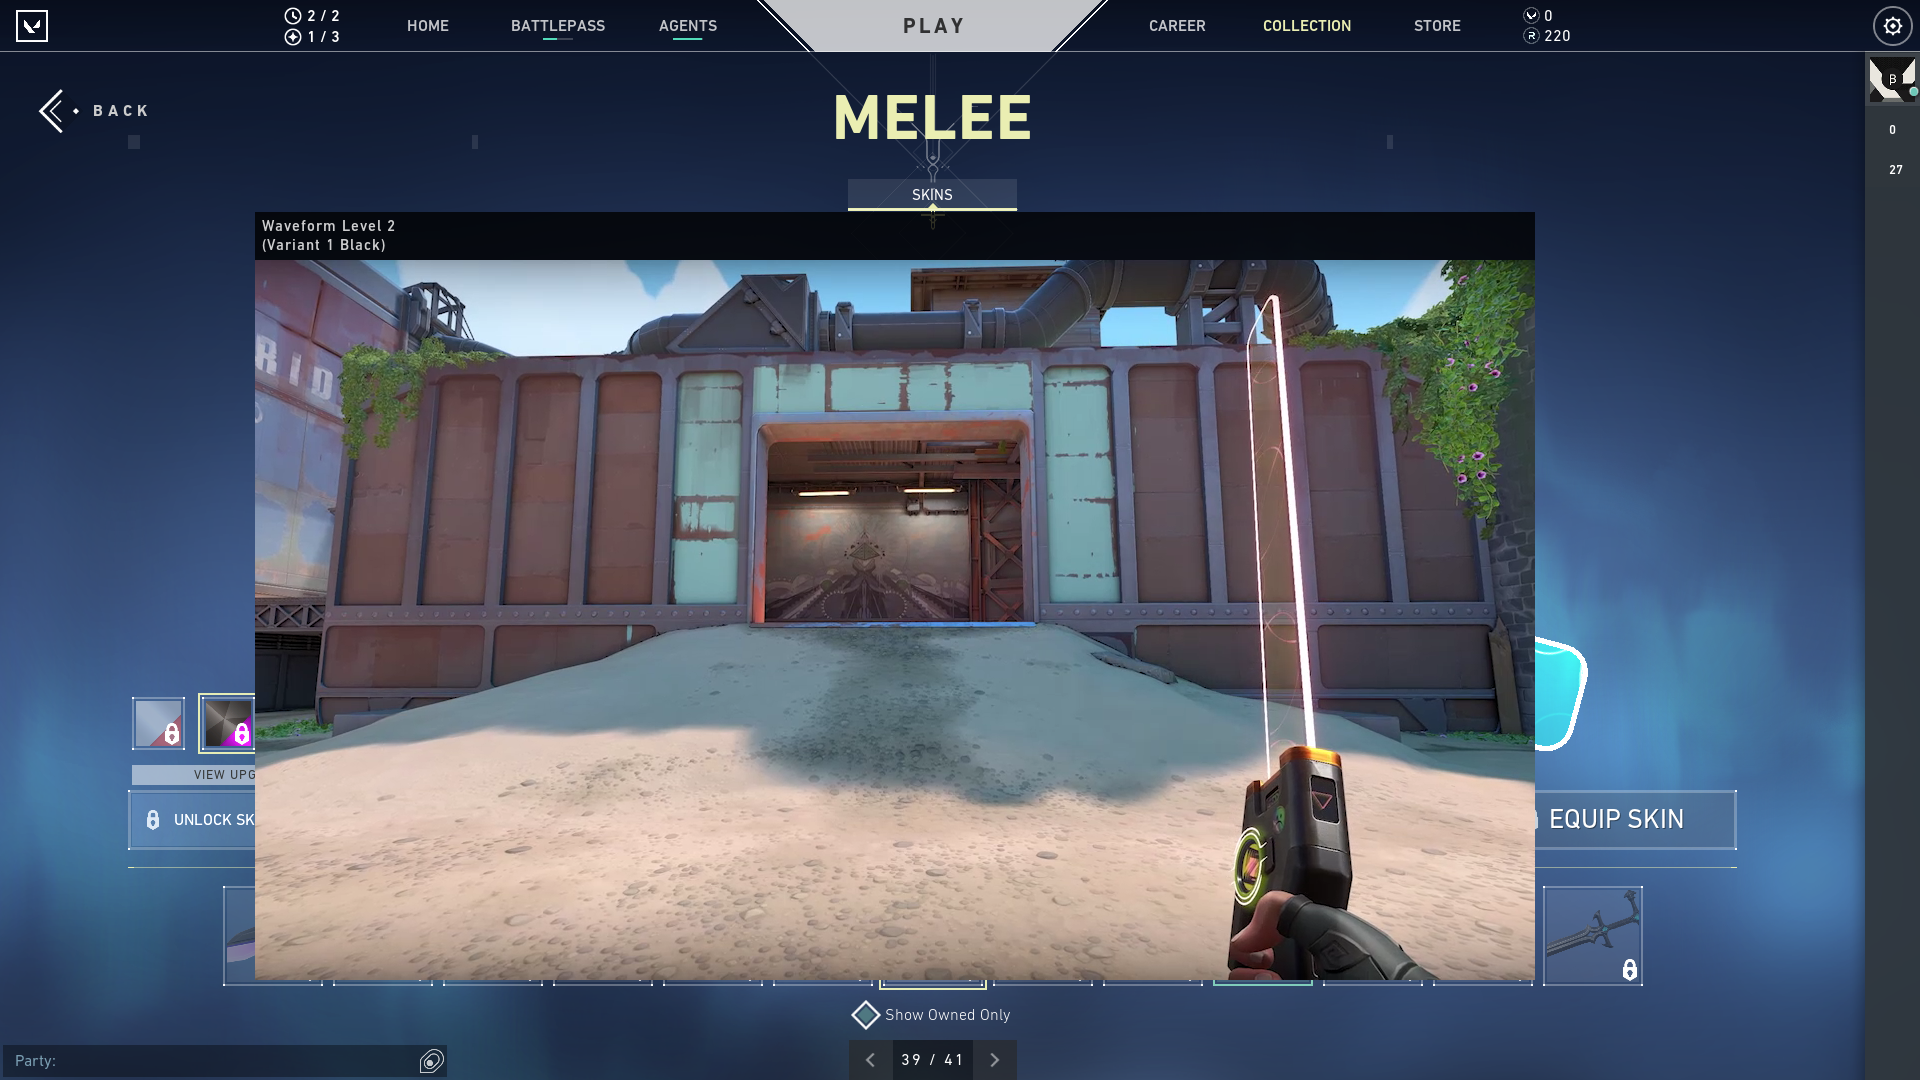 2 / 2
1 / 3
HOME
BATTLEPASS
AGENTS
PLAY
CAREER
COLLECTION
STORE
0
R 220
BACK
MELEE
B
0
27
SKINS
Waveform Level 2
(Variant 1 Black)
RID
VIEW UPG
UNLOCK SK
EQUIP SKIN
Show Owned Only
Party:
39 / 41